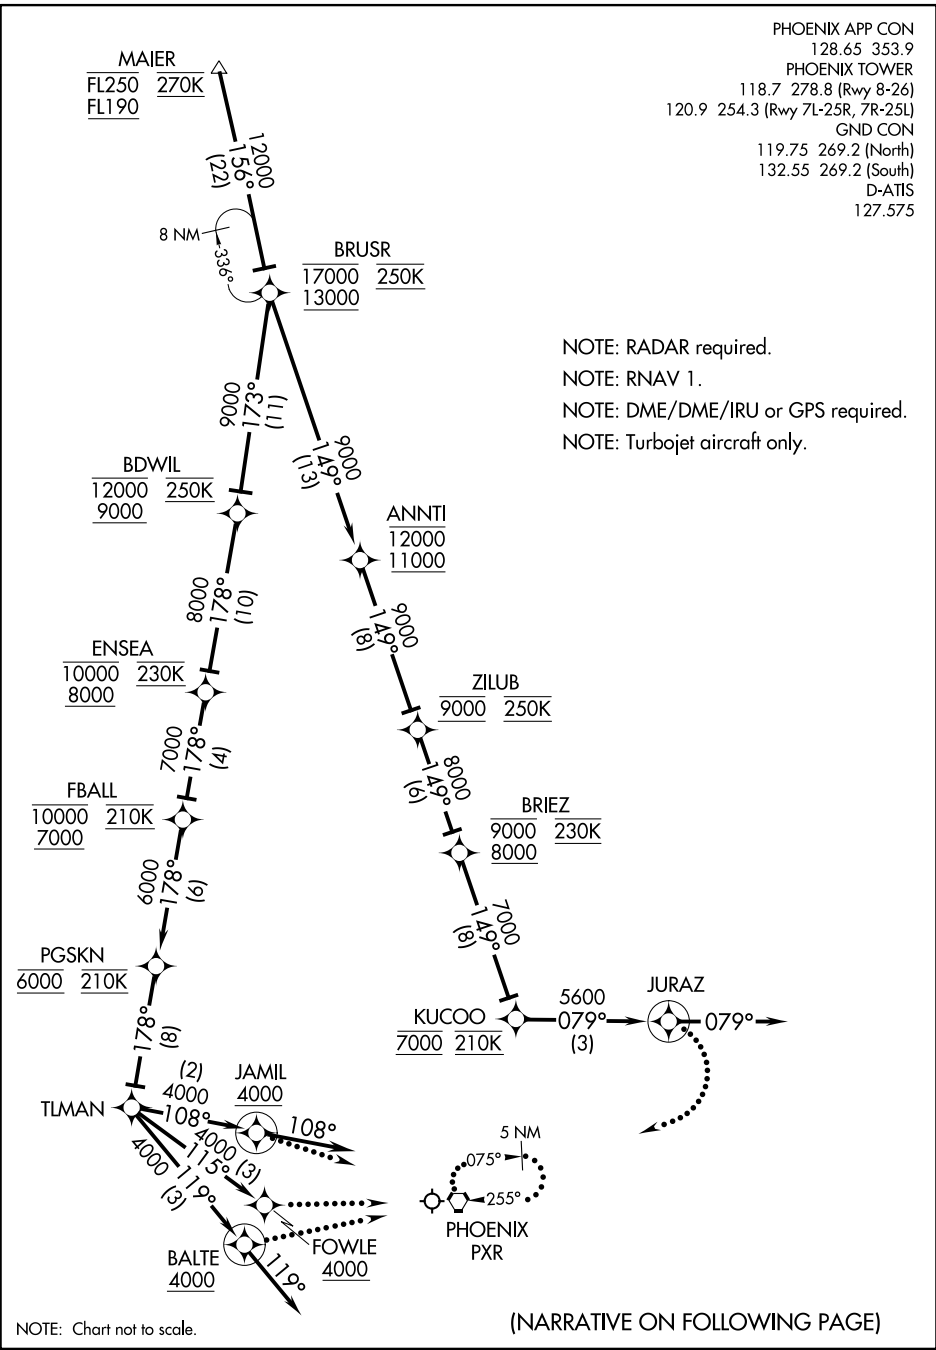 PHOENIX APP CON
128.65 353.9
PHOENIX TOWER
118.7 278.8 (Rwy 8-26)
120.9 254.3 (Rwy 7L-25R, 7R-25L)
GND CON
119.75 269.2 (North)
132.55 269.2 (South)
D-ATIS
127.575
MAIER
FL250 270K
FL190
12000
156°
(22)
8 NM
336°
BRUSR
17000 250K
13000
NOTE: RADAR required.
NOTE: RNAV 1.
NOTE: DME/DME/IRU or GPS required.
NOTE: Turbojet aircraft only.
9000
173°
(11)
9000
149°
(13)
BDWIL
12000 250K
9000
ANNTI
12000
11000
8000
178°
(10)
9000
149°
(8)
ENSEA
10000 230K
8000
ZILUB
9000 250K
7000
178°
(4)
8000
149°
(6)
FBALL
10000 210K
7000
BRIEZ
9000 230K
8000
6000
178°
(6)
7000
149°
(8)
PGSKN
6000 210K
KUCOO
7000 210K
5600
079°
(3)
JURAZ
079°
178°
(8)
TLMAN
(2)
4000
108°
JAMIL
4000
108°
4000 (3)
115°
4000
119°
(3)
FOWLE
4000
BALTE
4000
119°
5 NM
075°
255°
PHOENIX
PXR
NOTE: Chart not to scale.
(NARRATIVE ON FOLLOWING PAGE)